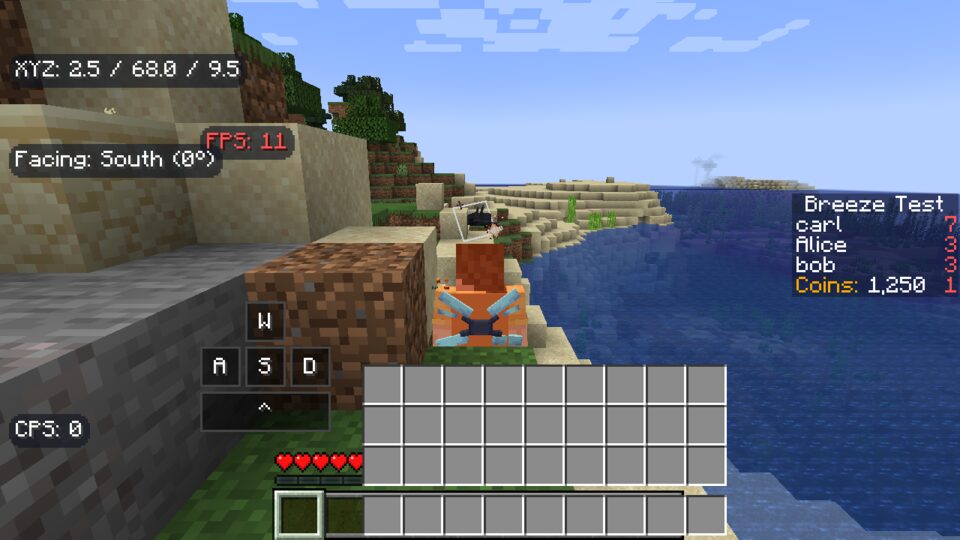 XYZ: 2.5 / 68.0 / 9.5
FPS: 11
Facing: South (0°)
Breeze Test
carl 7
Alice 3
bob 3
Coins: 1,250 1
W
A S D
^
CPS: 0